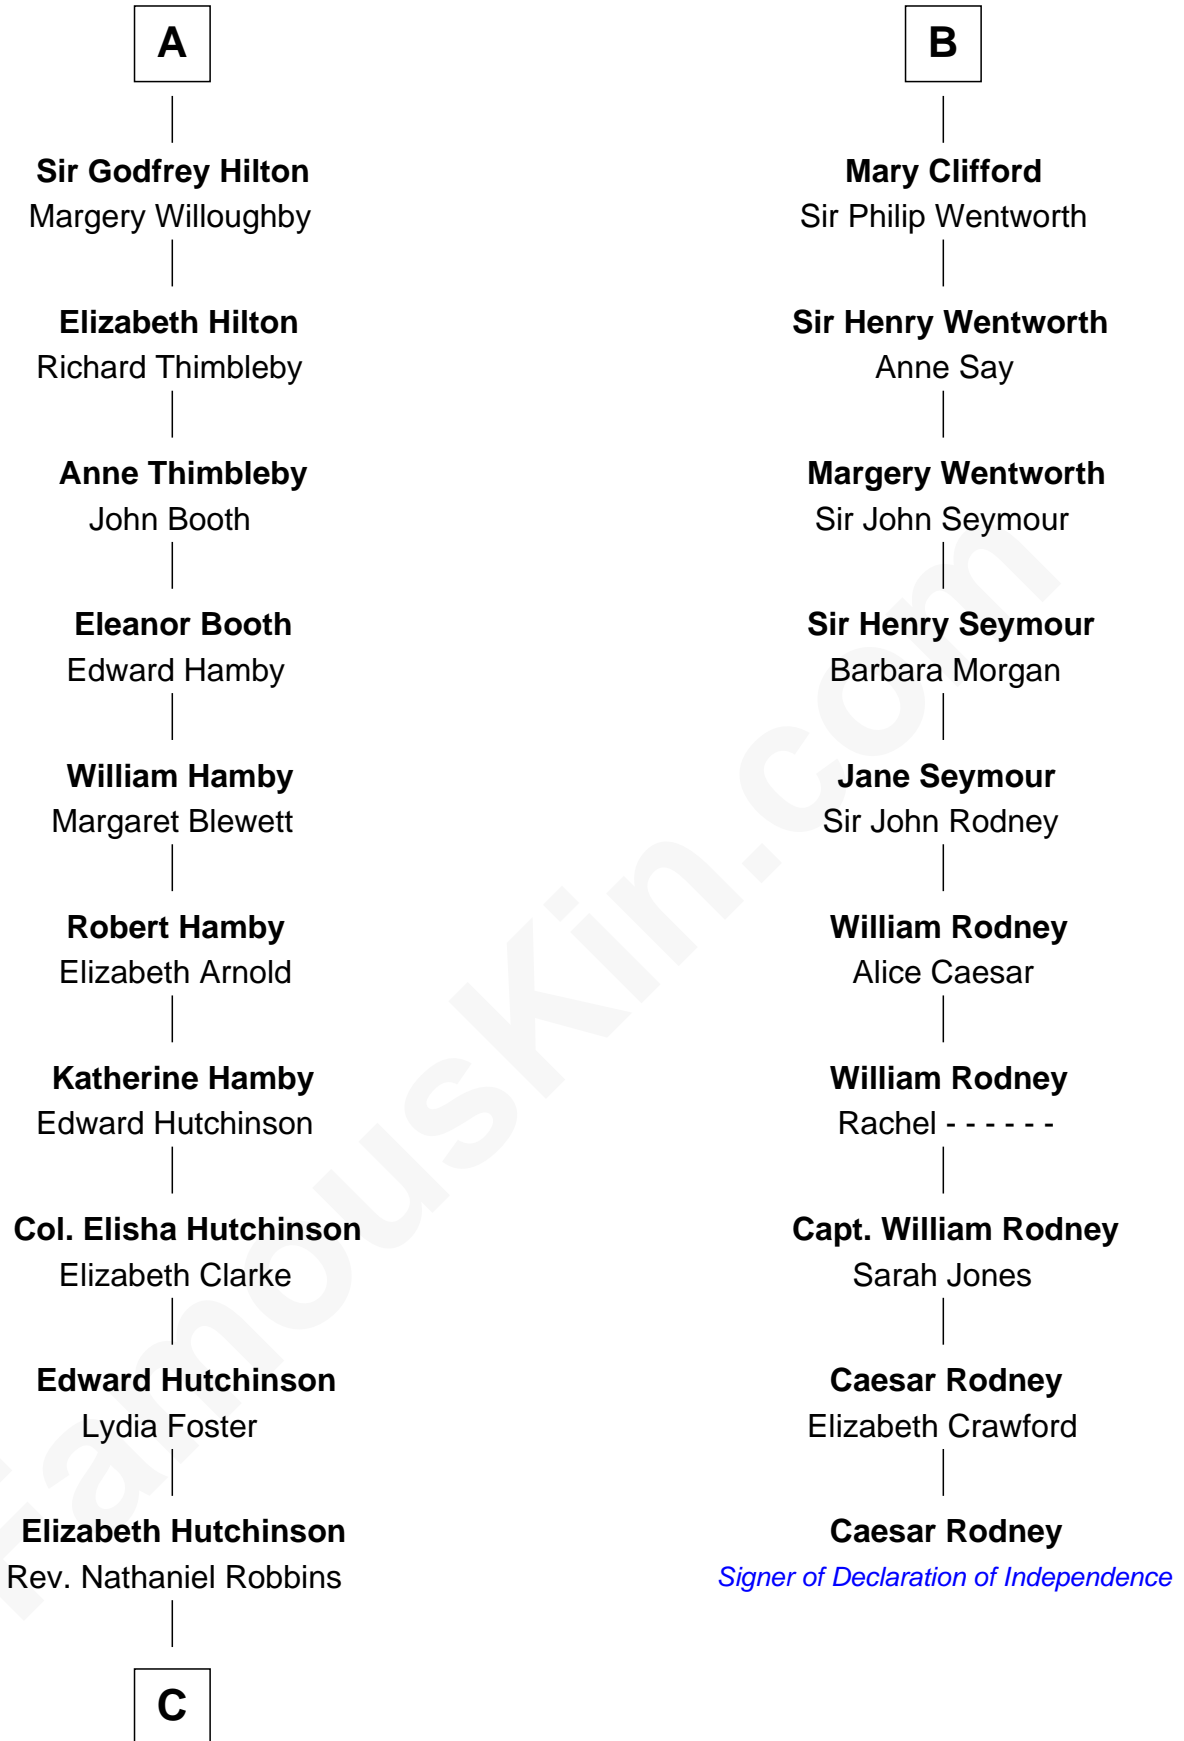 A
Sir Godfrey Hilton
Margery Willoughby
Elizabeth Hilton
Richard Thimbleby
Anne Thimbleby
John Booth
Eleanor Booth
Edward Hamby
William Hamby
Margaret Blewett
Robert Hamby
Elizabeth Arnold
Katherine Hamby
Edward Hutchinson
Col. Elisha Hutchinson
Elizabeth Clarke
Edward Hutchinson
Lydia Foster
Elizabeth Hutchinson
Rev. Nathaniel Robbins
C
B
Mary Clifford
Sir Philip Wentworth
Sir Henry Wentworth
Anne Say
Margery Wentworth
Sir John Seymour
Sir Henry Seymour
Barbara Morgan
Jane Seymour
Sir John Rodney
William Rodney
Alice Caesar
William Rodney
Rachel - - - - - -
Capt. William Rodney
Sarah Jones
Caesar Rodney
Elizabeth Crawford
Caesar Rodney
Signer of Declaration of Independence
FamousKin.com